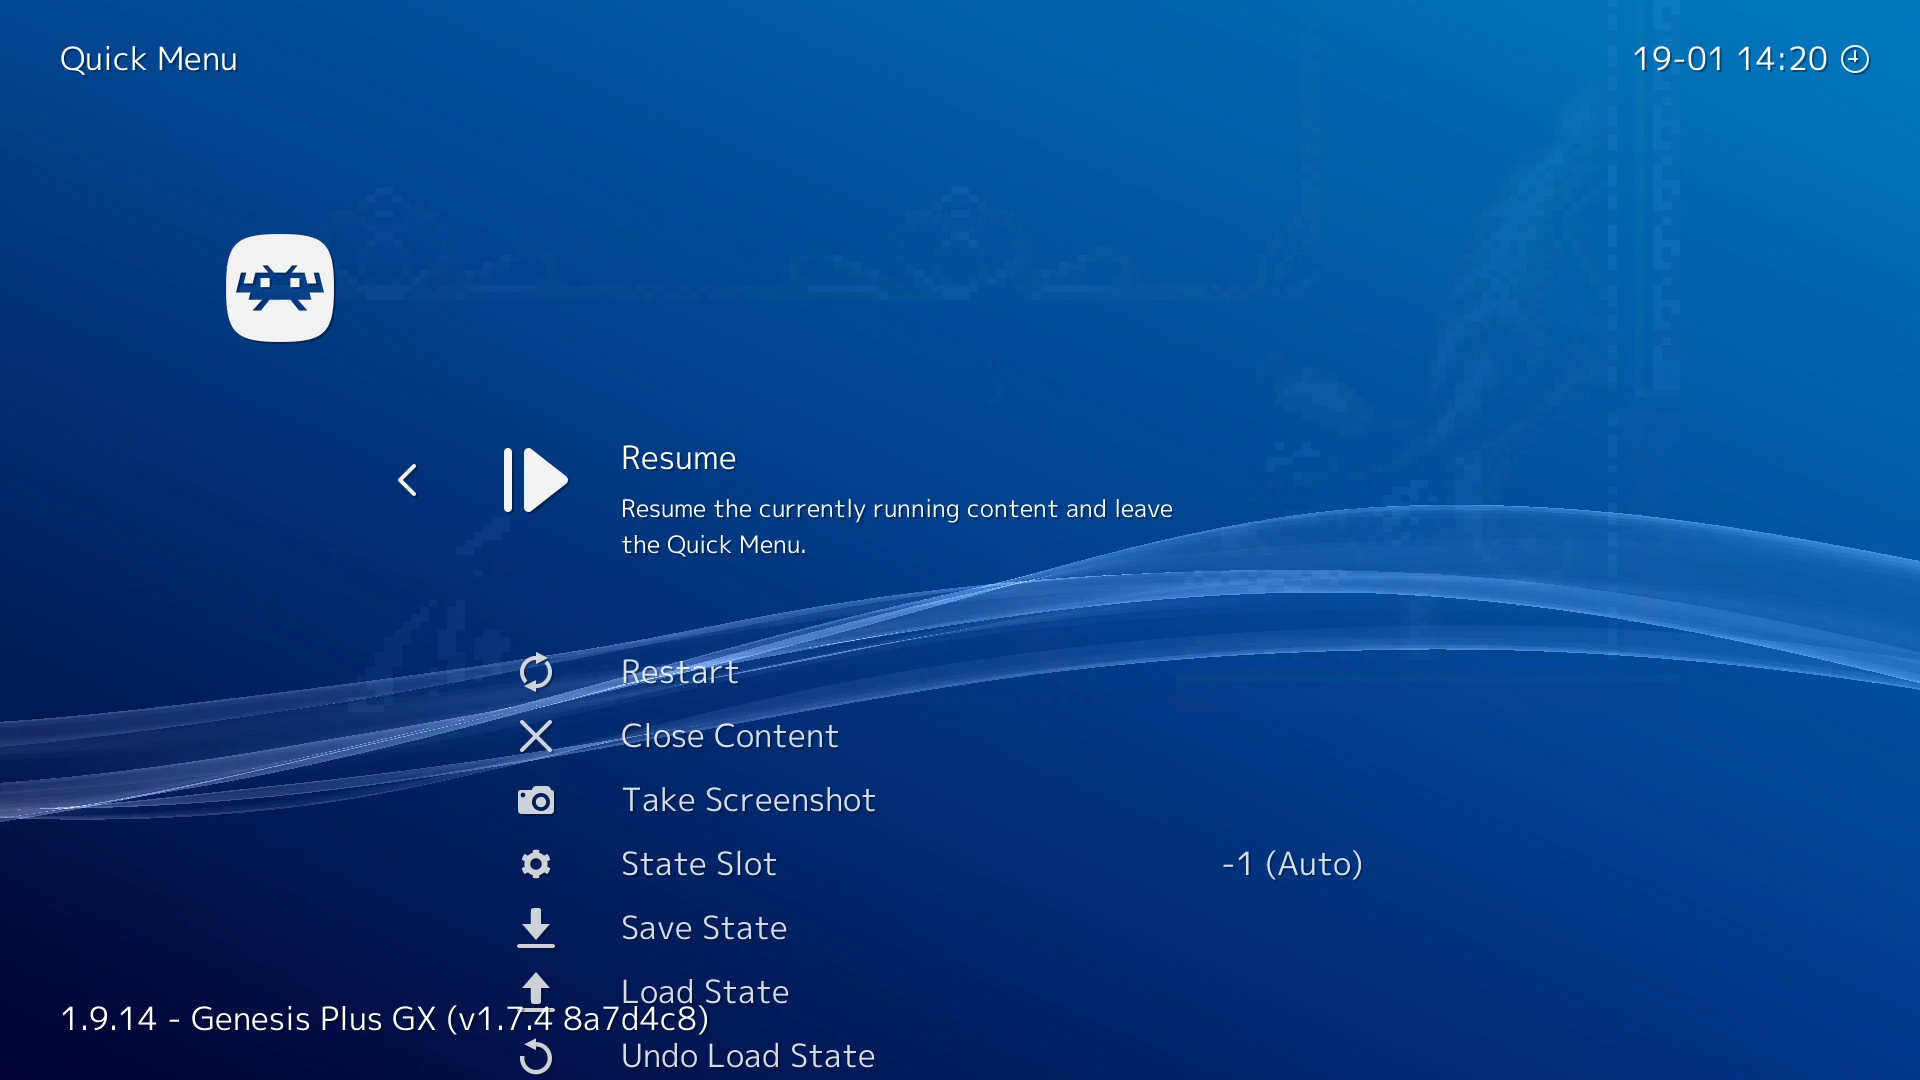 Quick Menu
19-01 14:20
Resume
Resume the currently running content and leave
the Quick Menu.
Restart
Close Content
Take Screenshot
State Slot -1 (Auto)
Save State
Load State
1.9.14 - Genesis Plus GX (v1.7.4 8a7d4c8)
Undo Load State